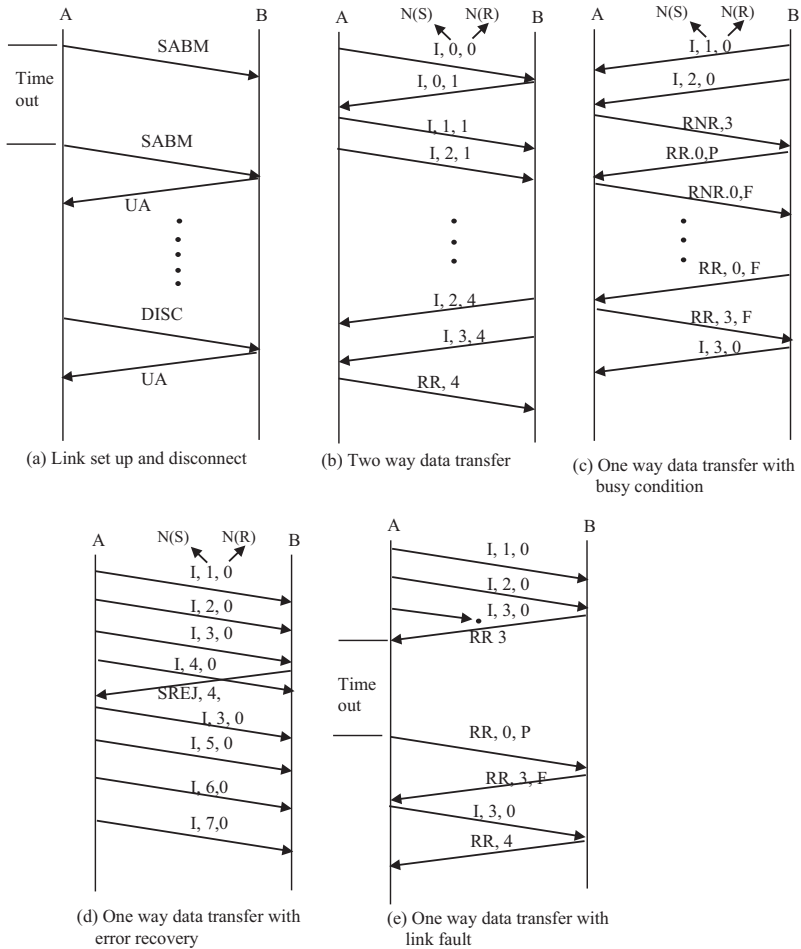 A B
SABM
Time
out
SABM
UA
DISC
UA
(a) Link set up and disconnect
A N(S) N(R) B
I, 0, 0
I, 0, 1
I, 1, 1
I, 2, 1
I, 2, 4
I, 3, 4
RR, 4
(b) Two way data transfer
A N(S) N(R) B
I, 1, 0
I, 2, 0
RNR,3
RR.0,P
RNR.0,F
RR, 0, F
RR, 3, F
I, 3, 0
(c) One way data transfer with
busy condition
A N(S) N(R) B
I, 1, 0
I, 2, 0
I, 3, 0
I, 4, 0
SREJ, 4,
I, 3, 0
I, 5, 0
I, 6,0
I, 7,0
(d) One way data transfer with
error recovery
A B
I, 1, 0
I, 2, 0
I, 3, 0
RR 3
Time
out
RR, 0, P
RR, 3, F
I, 3, 0
RR, 4
(e) One way data transfer with
link fault